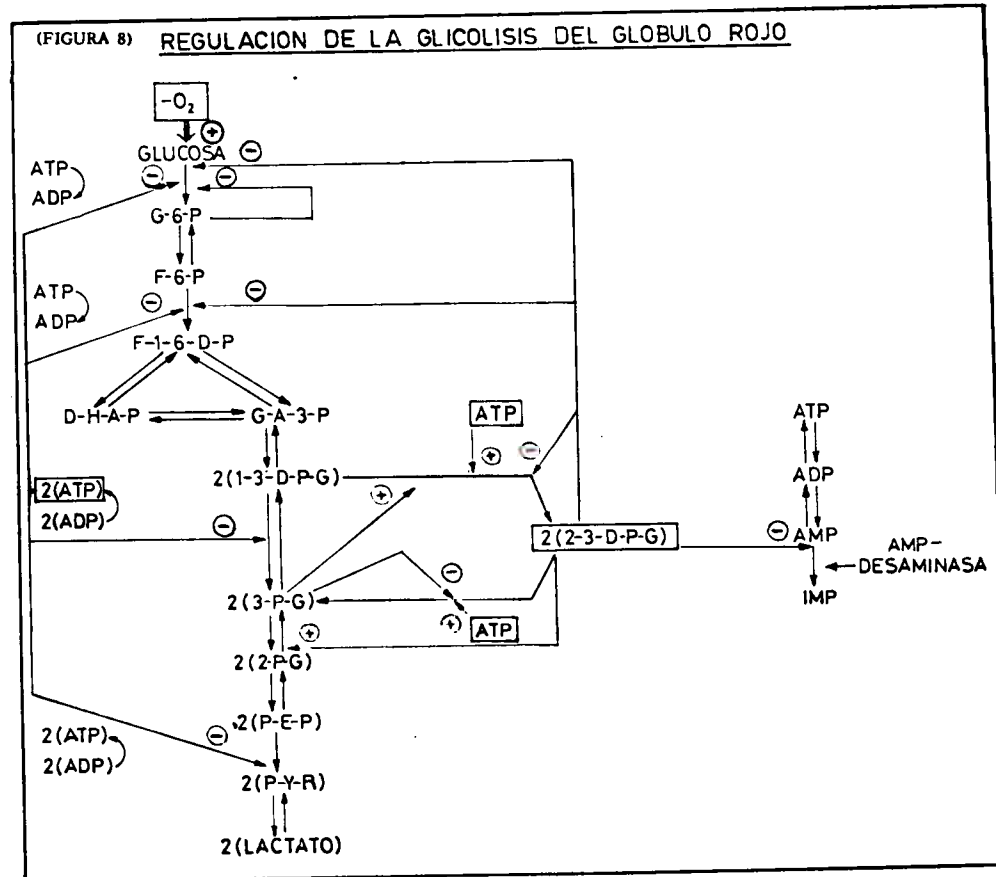 (FIGURA 8) REGULACION DE LA GLICOLISIS DEL GLOBULO ROJO
-O₂
⊕
GLUCOSA ⊖
ATP
ADP
⊖ ⊖
G-6-P
F-6-P
ATP
ADP
⊖ ⊖
F-1-6-D-P
D-H-A-P
G-A-3-P
ATP
⊕ ⊖
2(1-3-D-P-G)
⊕
2(ATP)
2(ADP)
⊖
2(2-3-D-P-G)
ATP
ADP
⊖ AMP
AMP-
DESAMINASA
IMP
⊖
2(3-P-G)
⊕ ATP
⊕
2(2-P-G)
2(ATP)
2(ADP)
⊖ 2(P-E-P)
2(P-Y-R)
2(LACTATO)